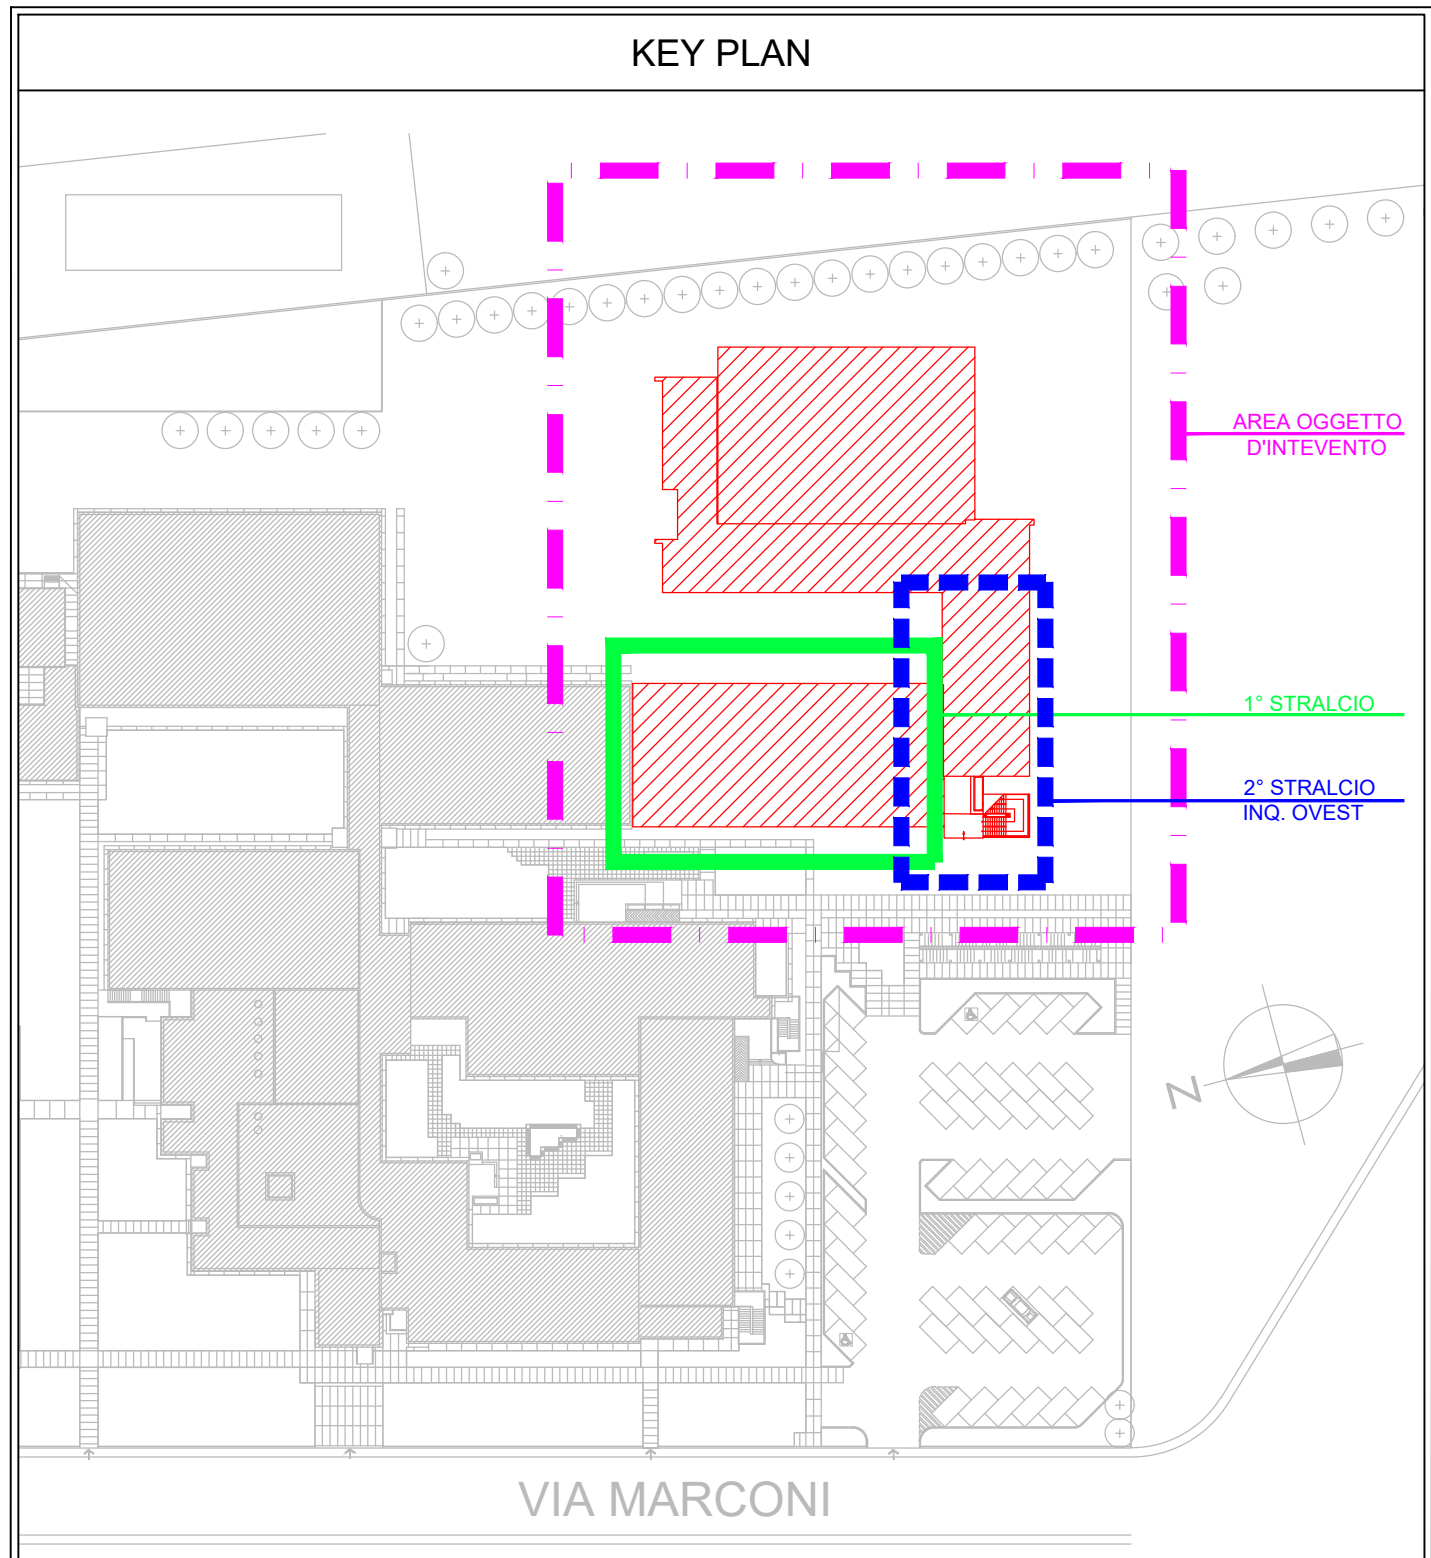 KEY PLAN
AREA OGGETTO
D'INTEVENTO
1° STRALCIO
2° STRALCIO
INQ. OVEST
N
VIA MARCONI